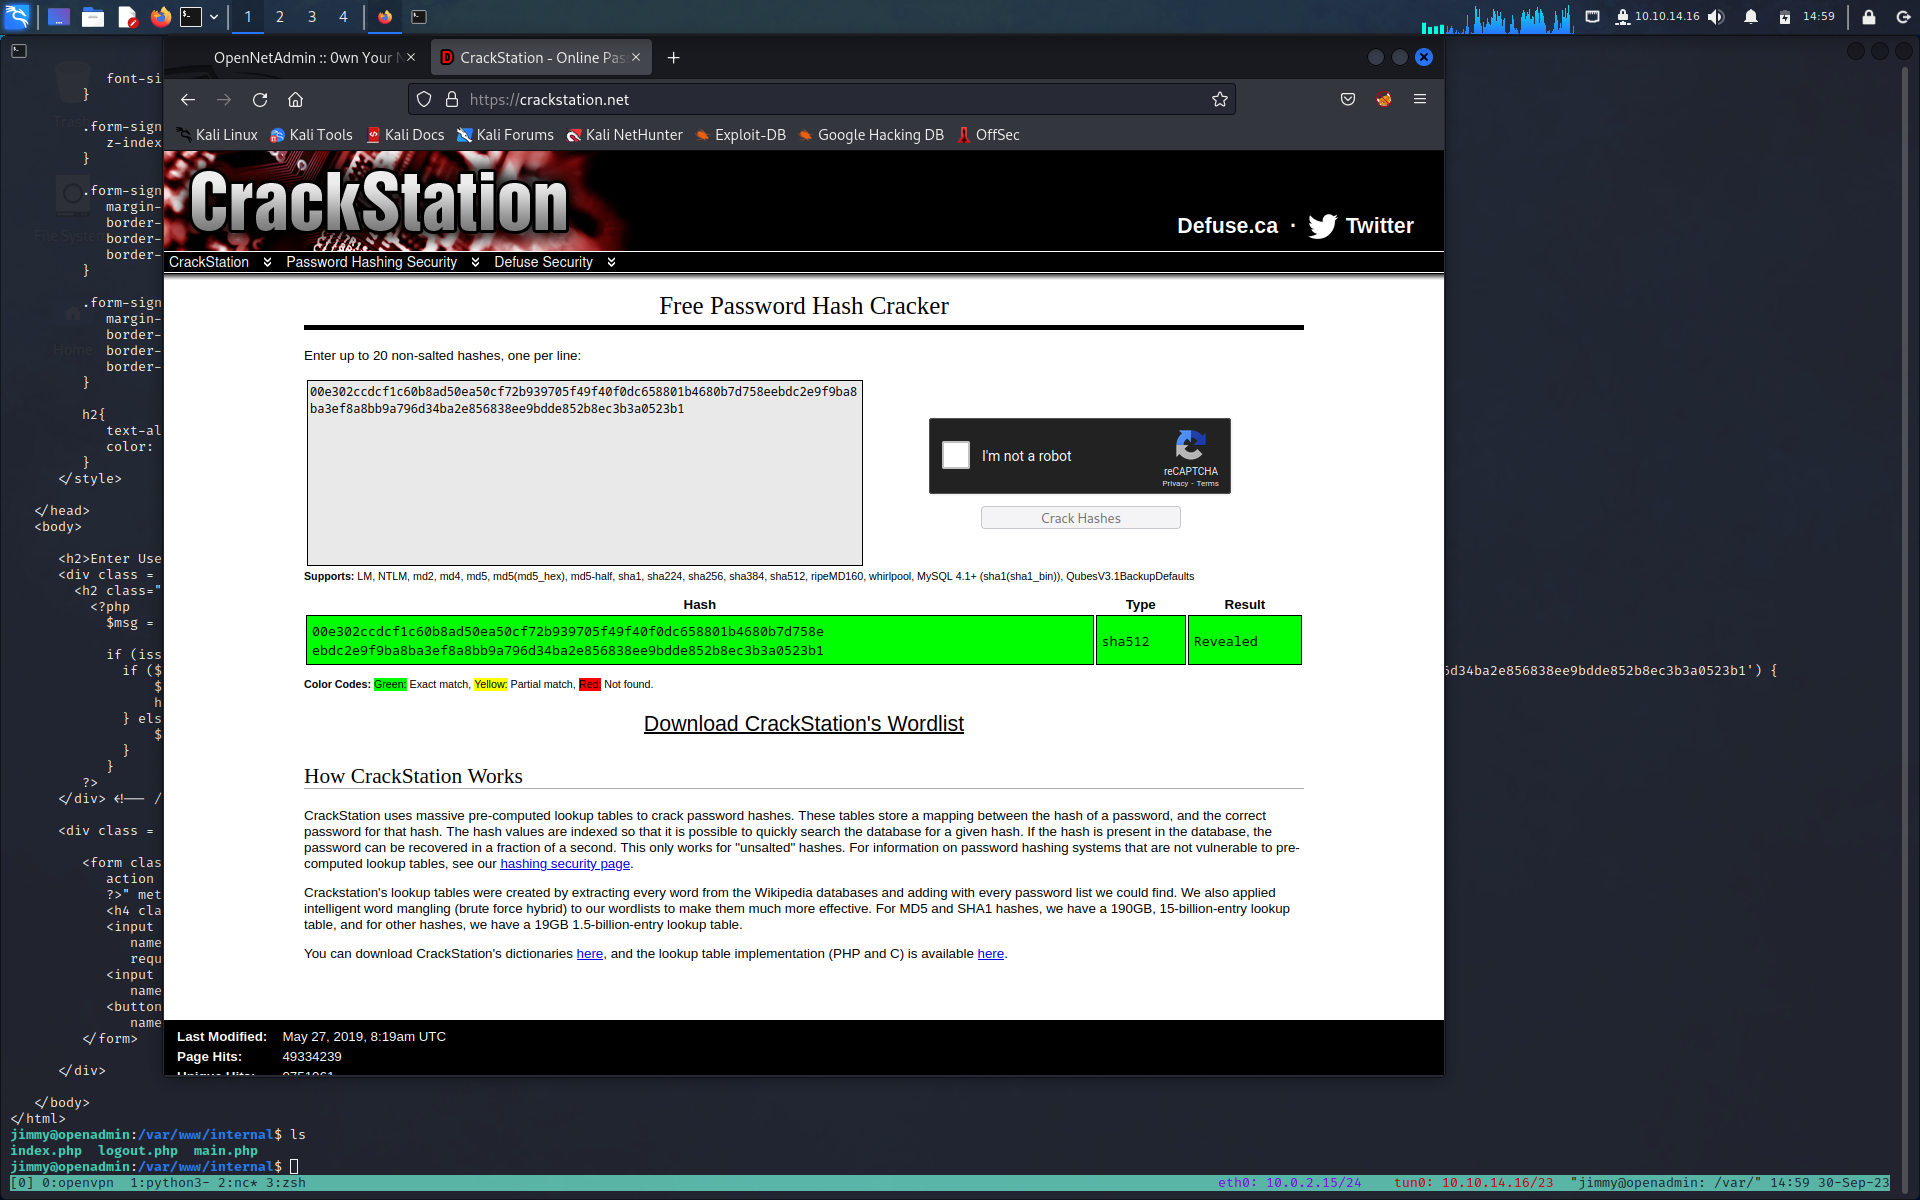 1 2 3 4
10.10.14.16
14:59
OpenNetAdmin :: 0wn Your N
CrackStation - Online Pas
https://crackstation.net
Kali Linux Kali Tools Kali Docs Kali Forums Kali NetHunter Exploit-DB Google Hacking DB OffSec
CrackStation
Defuse.ca · Twitter
CrackStation Password Hashing Security Defuse Security
Free Password Hash Cracker
Enter up to 20 non-salted hashes, one per line:
00e302ccdcf1c60b8ad50ea50cf72b939705f49f40f0dc658801b4680b7d758eebdc2e9f9ba8
ba3ef8a8bb9a796d34ba2e856838ee9bdde852b8ec3b3a0523b1
I'm not a robot
reCAPTCHA
Privacy - Terms
Crack Hashes
Supports: LM, NTLM, md2, md4, md5, md5(md5_hex), md5-half, sha1, sha224, sha256, sha384, sha512, ripeMD160, whirlpool, MySQL 4.1+ (sha1(sha1_bin)), QubesV3.1BackupDefaults
Hash Type Result
00e302ccdcf1c60b8ad50ea50cf72b939705f49f40f0dc658801b4680b7d758e
ebdc2e9f9ba8ba3ef8a8bb9a796d34ba2e856838ee9bdde852b8ec3b3a0523b1
sha512
Revealed
Color Codes: Green: Exact match, Yellow: Partial match, Red: Not found.
Download CrackStation's Wordlist
How CrackStation Works
CrackStation uses massive pre-computed lookup tables to crack password hashes. These tables store a mapping between the hash of a password, and the correct
password for that hash. The hash values are indexed so that it is possible to quickly search the database for a given hash. If the hash is present in the database, the
password can be recovered in a fraction of a second. This only works for "unsalted" hashes. For information on password hashing systems that are not vulnerable to pre-
computed lookup tables, see our hashing security page.
Crackstation's lookup tables were created by extracting every word from the Wikipedia databases and adding with every password list we could find. We also applied
intelligent word mangling (brute force hybrid) to our wordlists to make them much more effective. For MD5 and SHA1 hashes, we have a 190GB, 15-billion-entry lookup
table, and for other hashes, we have a 19GB 1.5-billion-entry lookup table.
You can download CrackStation's dictionaries here, and the lookup table implementation (PHP and C) is available here.
Last Modified: May 27, 2019, 8:19am UTC
Page Hits: 49334239
Trash
File System
Home
font-si
}
.form-sign
z-index
}
.form-sign
margin-
border-
border-
border-
}
.form-sign
margin-
border-
border-
border-
}
h2{
text-al
color:
}
</style>
</head>
<body>
<h2>Enter Use
<div class =
<h2 class="
<?php
$msg =
if (iss
if ($
6d34ba2e856838ee9bdde852b8ec3b3a0523b1') {
$
h
} els
$
}
}
?>
</div> <!-- /
<div class =
<form clas
action
?>" met
<h4 cla
<input
name
requ
<input
name
<button
name
</form>
</div>
</body>
</html>
jimmy@openadmin:/var/www/internal$ ls
index.php logout.php main.php
jimmy@openadmin:/var/www/internal$
[0] 0:openvpn 1:python3- 2:nc* 3:zsh
eth0: 10.0.2.15/24 tun0: 10.10.14.16/23 "jimmy@openadmin: /var/" 14:59 30-Sep-23